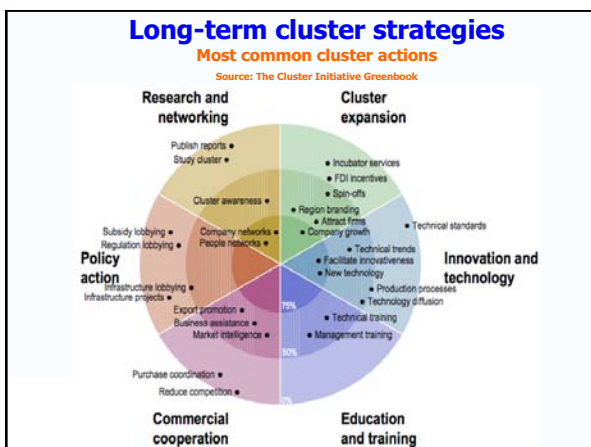 Long-term cluster strategies
Most common cluster actions
Source: The Cluster Initiative Greenbook
Research and
networking
Cluster
expansion
Publish reports
Study cluster
Incubator services
FDI incentives
Spin-offs
Cluster awareness
Region branding
Attract firms
Company growth
Technical standards
Subsidy lobbying
Regulation lobbying
Company networks
People networks
Policy
action
Technical trends
Facilitate innovativeness
New technology
Innovation and
technology
Infrastructure lobbying
Infrastructure projects
Production processes
Technology diffusion
Export promotion
Business assistance
Market intelligence
75%
Technical training
Management training
50%
Purchase coordination
Reduce competition
Commercial
cooperation
Education
and training